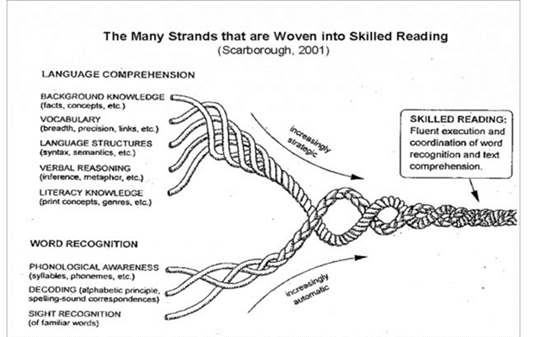 The Many Strands that are Woven into Skilled Reading
(Scarborough, 2001)
LANGUAGE COMPREHENSION
BACKGROUND KNOWLEDGE
(facts, concepts, etc.)
VOCABULARY
(breadth, precision, links, etc.)
LANGUAGE STRUCTURES
(syntax, semantics, etc.)
VERBAL REASONING
(inference, metaphor, etc.)
LITERACY KNOWLEDGE
(print concepts, genres, etc.)
increasingly
strategic
SKILLED READING:
Fluent execution and
coordination of word
recognition and text
comprehension.
WORD RECOGNITION
PHONOLOGICAL AWARENESS
(syllables, phonemes, etc.)
DECODING (alphabetic principle,
spelling-sound correspondences)
SIGHT RECOGNITION
(of familiar words)
increasingly
automatic